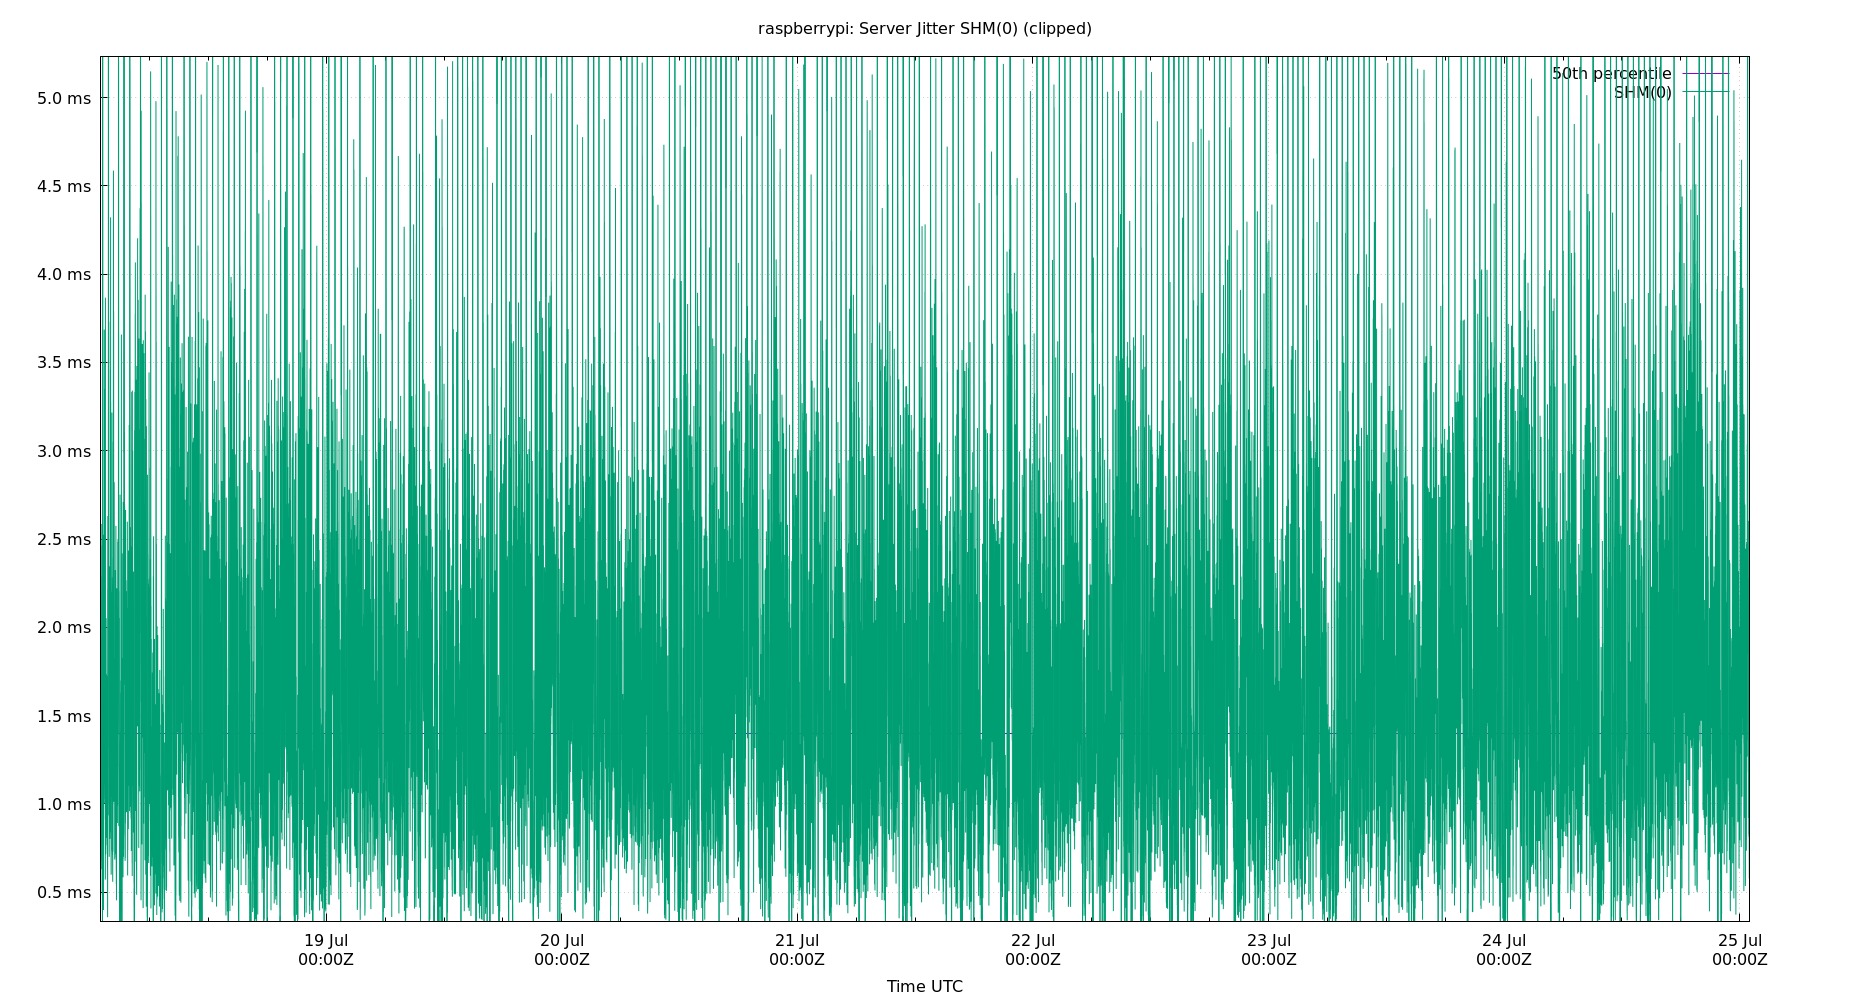 raspberrypi: Server Jitter SHM(0) (clipped)
50th percentile
SHM(0)
5.0 ms
4.5 ms
4.0 ms
3.5 ms
3.0 ms
2.5 ms
2.0 ms
1.5 ms
1.0 ms
0.5 ms
19 Jul 20 Jul 21 Jul 22 Jul 23 Jul 24 Jul 25 Jul
00:00Z 00:00Z 00:00Z 00:00Z 00:00Z 00:00Z 00:00Z
Time UTC